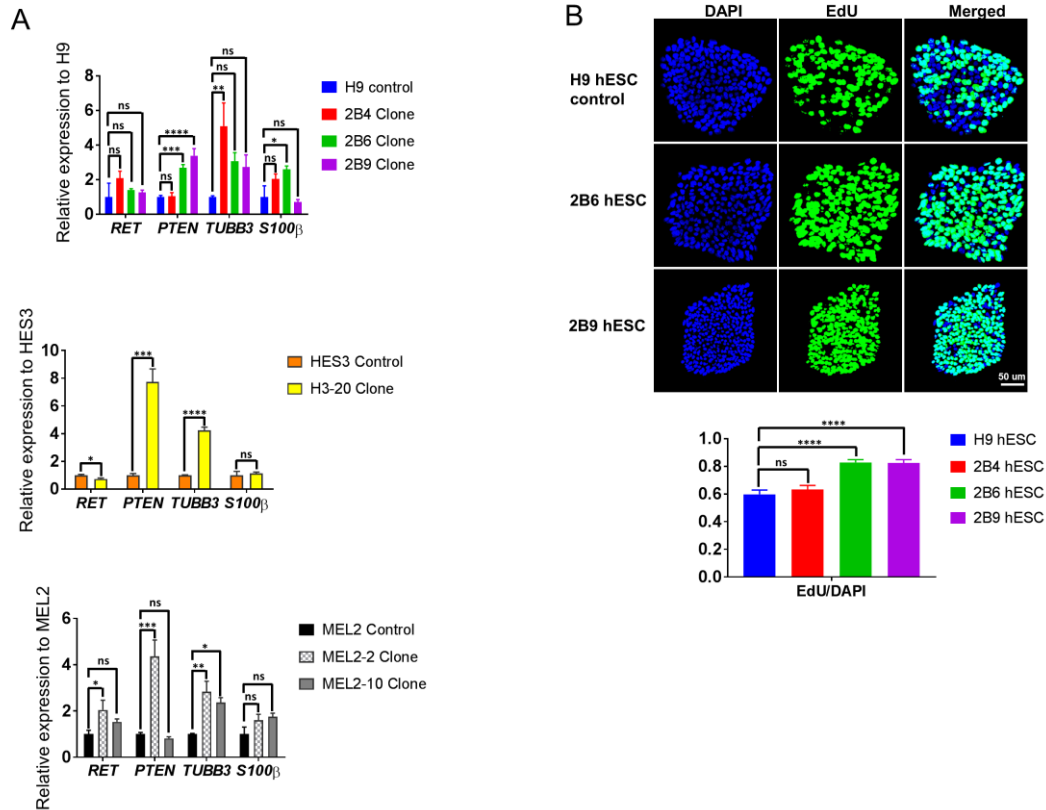 A
Relative expression to H9
8
6
4
2
0
ns
ns
ns
****
***
ns
ns
ns
**
ns
*
ns
RET PTEN TUBB3 S100β
H9 control
2B4 Clone
2B6 Clone
2B9 Clone
Relative expression to HES3
10
8
6
4
2
0
*
***
****
ns
RET PTEN TUBB3 S100β
HES3 Control
H3-20 Clone
Relative expression to MEL2
6
4
2
0
ns
*
ns
***
*
**
ns
ns
RET PTEN TUBB3 S100β
MEL2 Control
MEL2-2 Clone
MEL2-10 Clone
B
DAPI EdU Merged
H9 hESC
control
2B6 hESC
2B9 hESC
50 um
1.0
0.8
0.6
0.4
0.2
0.0
****
****
ns
EdU/DAPI
H9 hESC
2B4 hESC
2B6 hESC
2B9 hESC